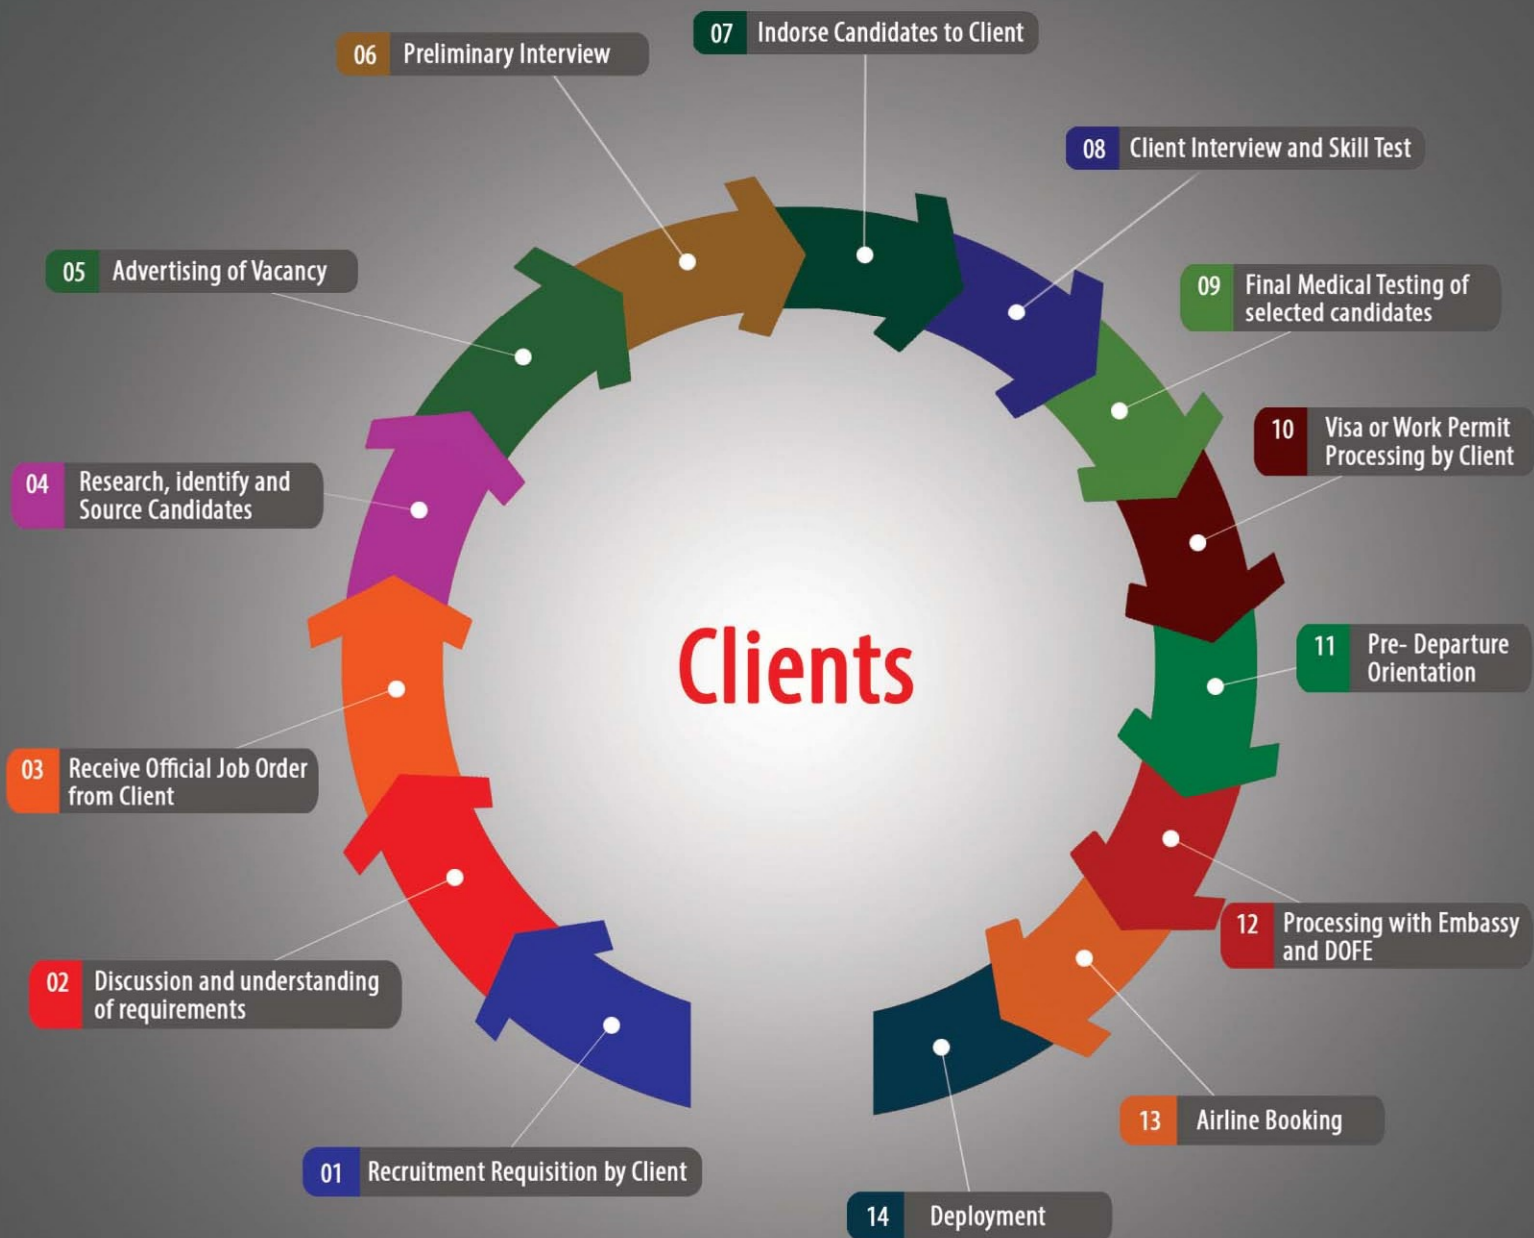 01 Recruitment Requisition by Client
02 Discussion and understanding
of requirements
03 Receive Official Job Order
from Client
04 Research, identify and
Source Candidates
05 Advertising of Vacancy
06 Preliminary Interview
07 Indorse Candidates to Client
08 Client Interview and Skill Test
09 Final Medical Testing of
selected candidates
10 Visa or Work Permit
Processing by Client
11 Pre- Departure
Orientation
12 Processing with Embassy
and DOFE
13 Airline Booking
14 Deployment
Clients